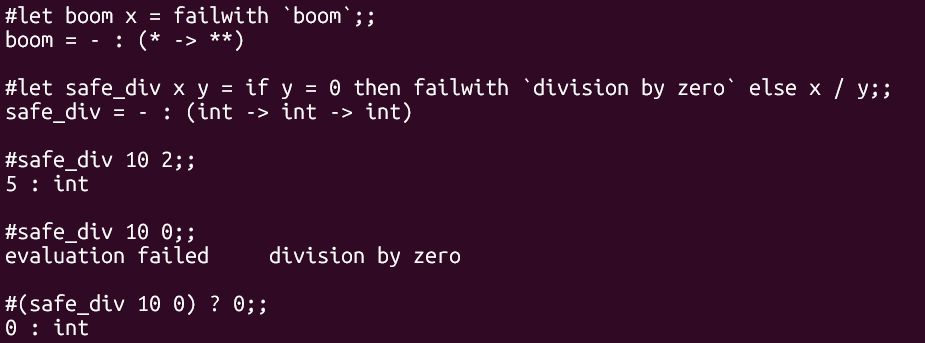 #let boom x = failwith `boom`;;
boom = - : (* -> **)
#let safe_div x y = if y = 0 then failwith `division by zero` else x / y;;
safe_div = - : (int -> int -> int)
#safe_div 10 2;;
5 : int
#safe_div 10 0;;
evaluation failed     division by zero
#(safe_div 10 0) ? 0;;
0 : int